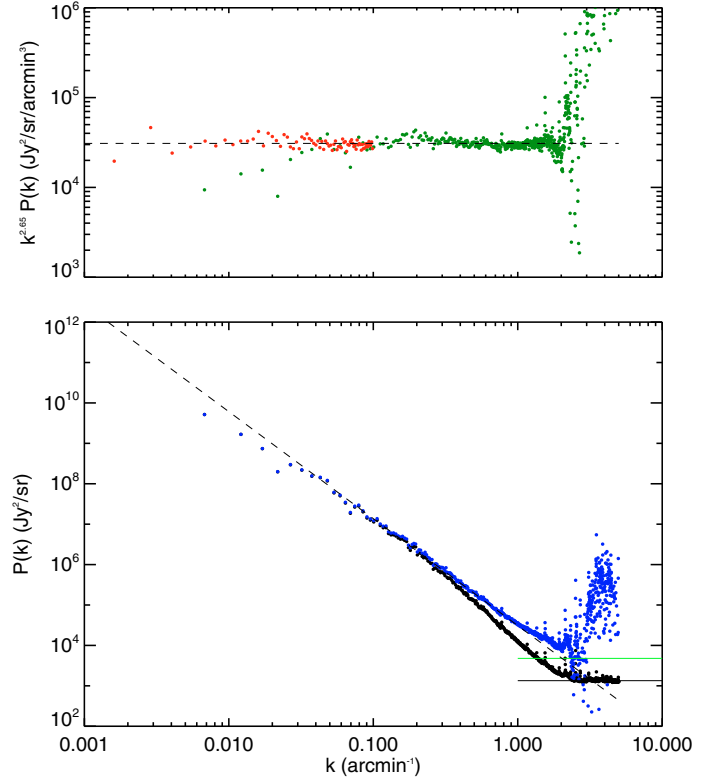 10⁶
10⁵
10⁴
10³
k²·⁶⁵ P(k) (Jy²/sr/arcmin³)
10¹²
10¹⁰
10⁸
10⁶
10⁴
10²
P(k) (Jy²/sr)
0.001 0.010 0.100 1.000 10.000
k (arcmin⁻¹)